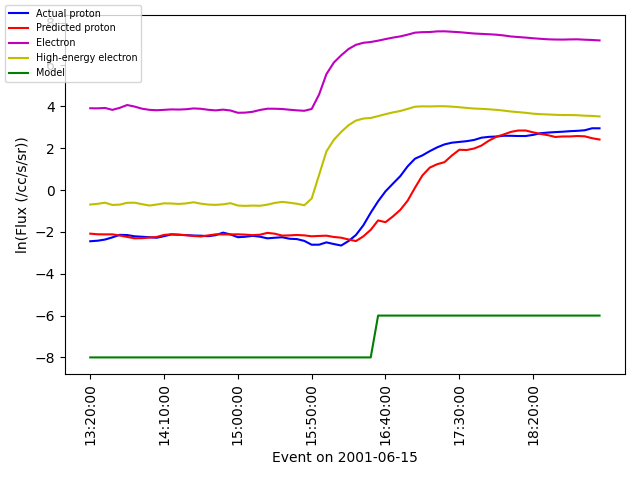 Actual proton
Predicted proton
Electron
High-energy electron
Model
4
2
0
−2
−4
−6
−8
ln(Flux (/cc/s/sr))
13:20:00
14:10:00
15:00:00
15:50:00
16:40:00
17:30:00
18:20:00
Event on 2001-06-15